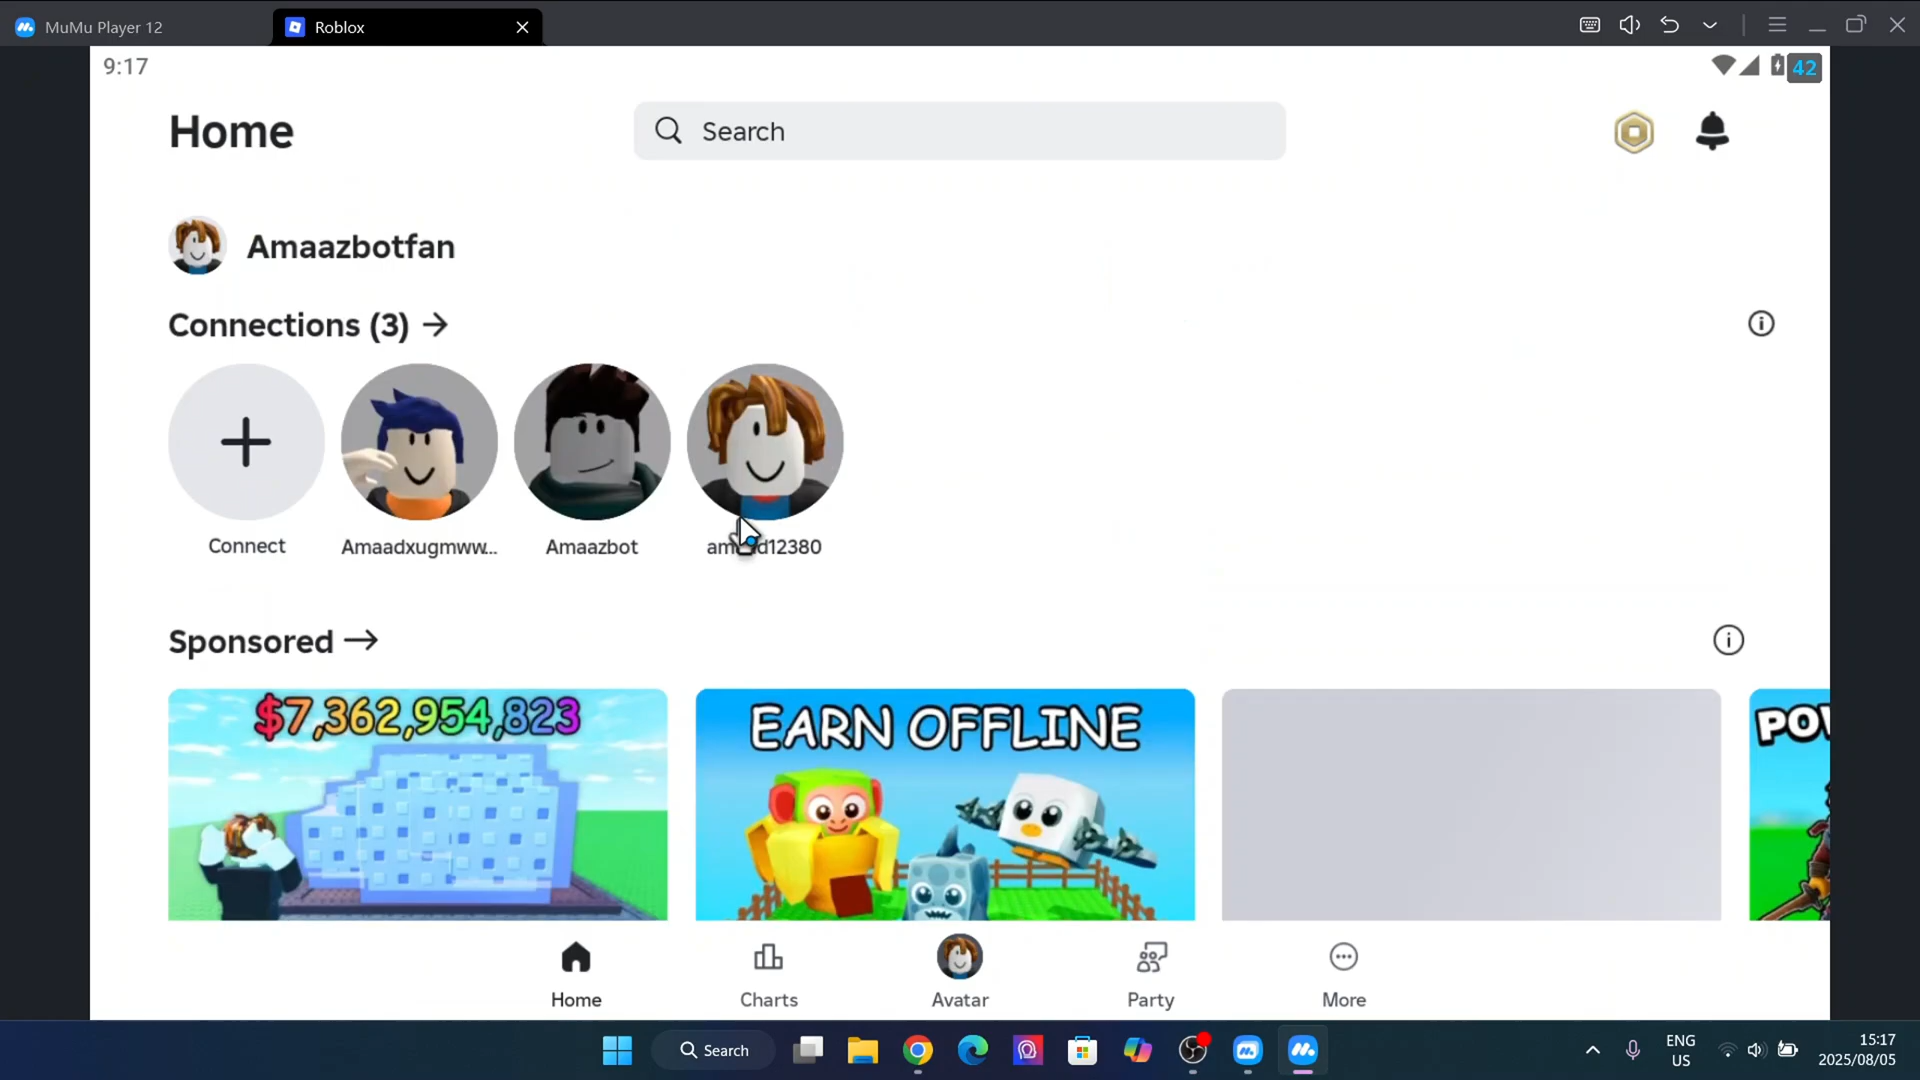 MuMu Player 12
Roblox
9:17
42
Home
Search
Amaazbotfan
Connections (3)
Connect
Amaadxugmww...
Amaazbot
Sponsored
$7,362,954,823
EARN OFFLINE
Home
Charts
Avatar
Party
More
Search
ENG
US
15:17
2025/08/05